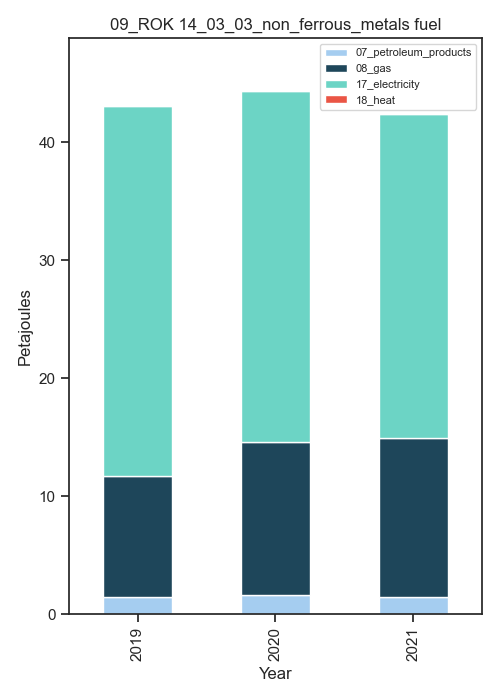 09_ROK 14_03_03_non_ferrous_metals fuel
07_petroleum_products
08_gas
17_electricity
18_heat
40
30
20
10
0
Petajoules
2019
2020
2021
Year